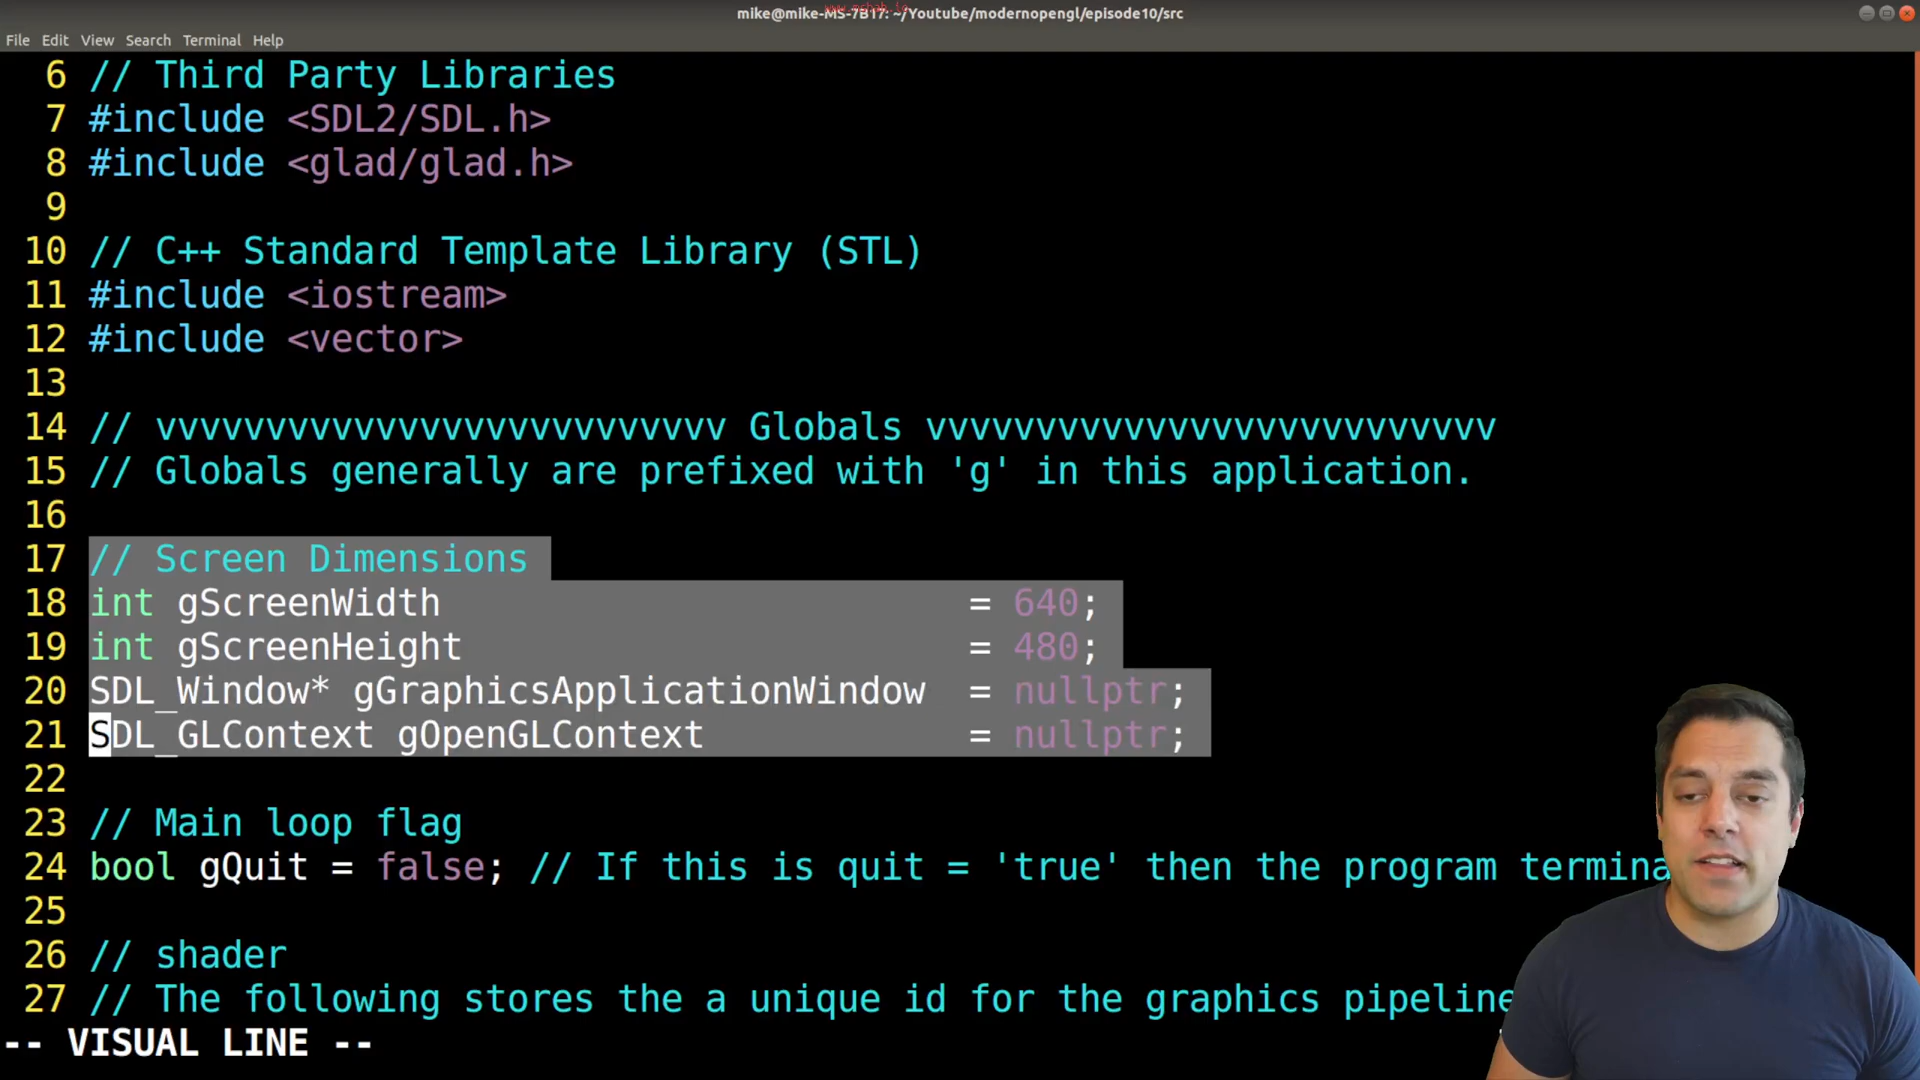 www.mshah.io
mike@mike-MS-7B17: ~/Youtube/modernopengl/episode10/src
File Edit View Search Terminal Help
6 // Third Party Libraries
7 #include <SDL2/SDL.h>
8 #include <glad/glad.h>
9
10 // C++ Standard Template Library (STL)
11 #include <iostream>
12 #include <vector>
13
14 // vvvvvvvvvvvvvvvvvvvvvvvvvv Globals vvvvvvvvvvvvvvvvvvvvvvvvvv
15 // Globals generally are prefixed with 'g' in this application.
16
17 // Screen Dimensions
18 int gScreenWidth = 640;
19 int gScreenHeight = 480;
20 SDL_Window* gGraphicsApplicationWindow = nullptr;
21 SDL_GLContext gOpenGLContext = nullptr;
22
23 // Main loop flag
24 bool gQuit = false; // If this is quit = 'true' then the program termina
25
26 // shader
27 // The following stores the a unique id for the graphics pipeline
-- VISUAL LINE --